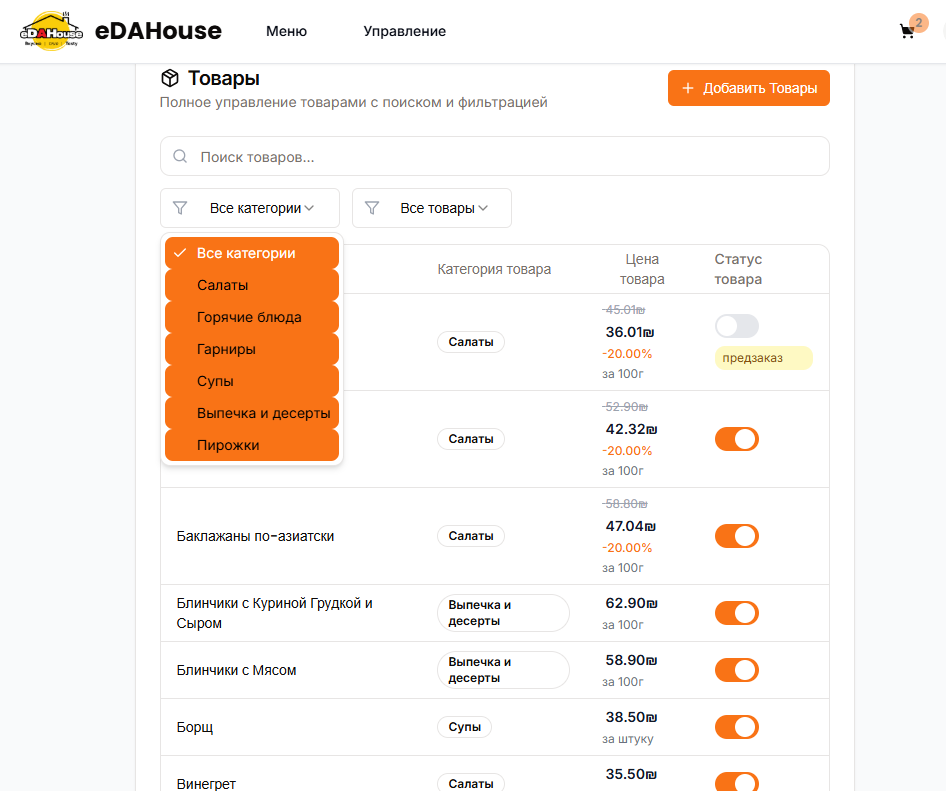 eDAHouse
eDAHouse
Меню
Управление
2
Товары
Полное управление товарами с поиском и фильтрацией
Добавить Товары
Поиск товаров...
Все категории
Все товары
Все категории
Салаты
Горячие блюда
Гарниры
Супы
Выпечка и десерты
Пирожки
Категория товара
Цена
товара
Статус
товара
45.01₪
Салаты
36.01₪
-20.00%
за 100г
предзаказ
52.90₪
Салаты
42.32₪
-20.00%
за 100г
58.80₪
Баклажаны по-азиатски
Салаты
47.04₪
-20.00%
за 100г
Блинчики с Куриной Грудкой и
Сыром
Выпечка и
десерты
62.90₪
за 100г
Блинчики с Мясом
Выпечка и
десерты
58.90₪
за 100г
Борщ
Супы
38.50₪
за штуку
Винегрет
Салаты
35.50₪